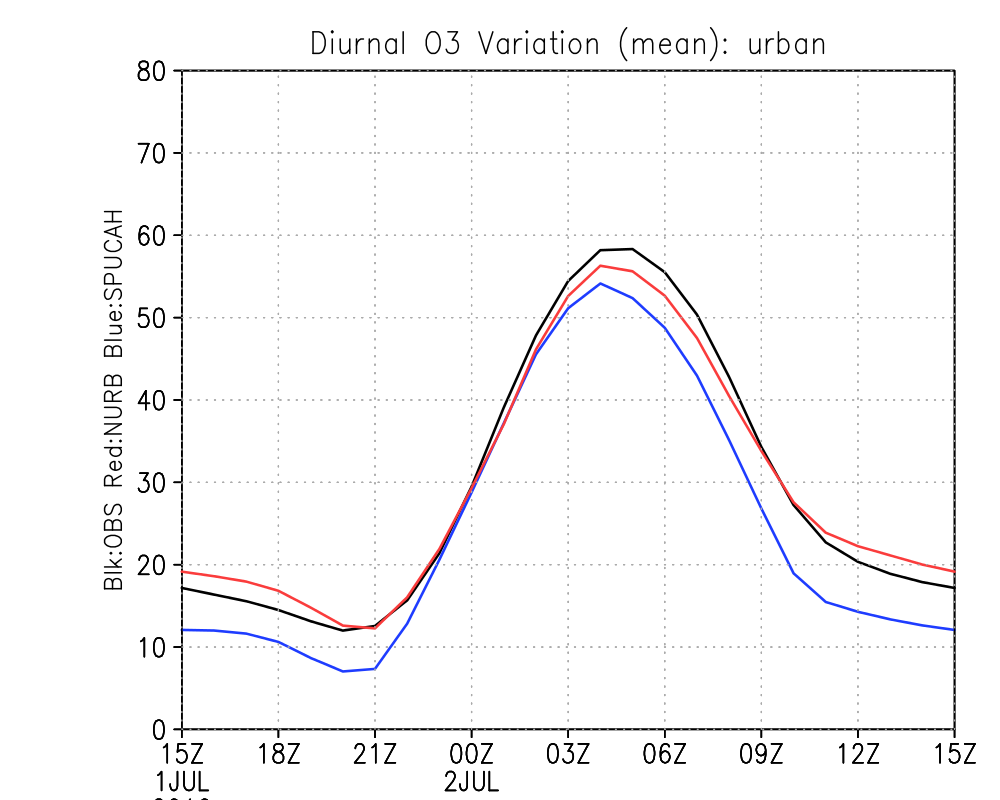 Diurnal O3 Variation (mean): urban
Blk:OBS Red:NURB Blue:SPUCAH
80
70
60
50
40
30
20
10
0
15Z 18Z 21Z 00Z 03Z 06Z 09Z 12Z 15Z
1JUL 2JUL